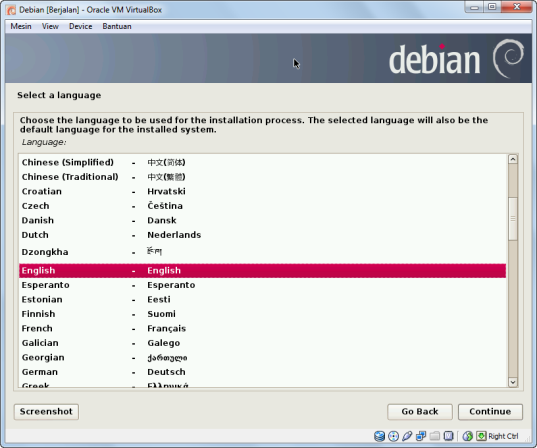 Debian [Berjalan] - Oracle VM VirtualBox
Mesin View Device Bantuan
debian
Select a language
Choose the language to be used for the installation process. The selected language will also be the
default language for the installed system.
Language:
Chinese (Simplified) - 中文(简体)
Chinese (Traditional) - 中文(繁體)
Croatian - Hrvatski
Czech - Čeština
Danish - Dansk
Dutch - Nederlands
Dzongkha - རྫོང་ཁ།
English - English
Esperanto - Esperanto
Estonian - Eesti
Finnish - Suomi
French - Français
Galician - Galego
Georgian - ქართული
German - Deutsch
Greek - Ελληνικά
Screenshot Go Back Continue
Right Ctrl